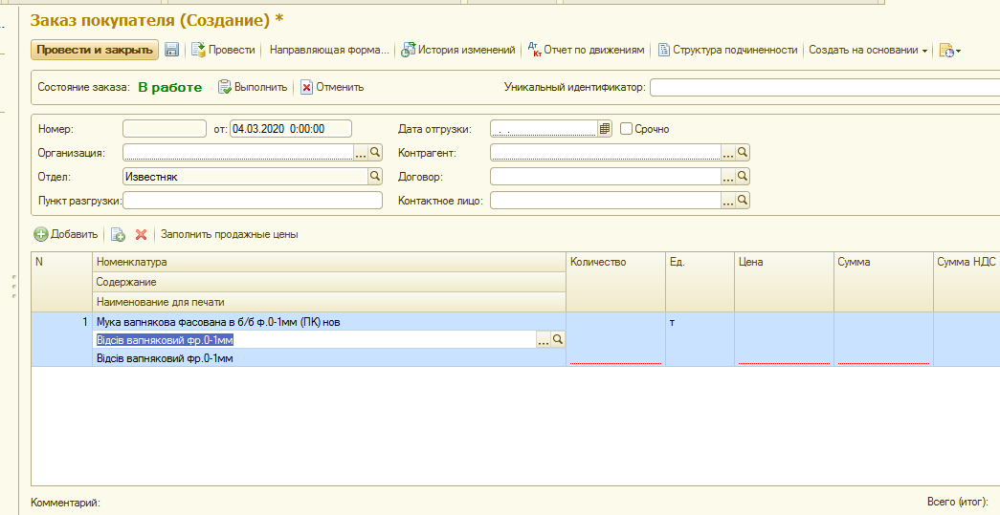 Заказ покупателя (Создание) *
Провести и закрыть Провести Направляющая форма... История изменений Дт Кт Отчет по движениям Структура подчиненности Создать на основании
Состояние заказа: В работе Выполнить Отменить Уникальный идентификатор:
Номер: от: 04.03.2020 0:00:00 Дата отгрузки: . . Срочно
Организация: ... Контрагент: ...
Отдел: Известняк Договор: ...
Пункт разгрузки: Контактное лицо: ...
Добавить Заполнить продажные цены
N Номенклатура Количество Ед. Цена Сумма Сумма НДС
Содержание
Наименование для печати
1 Мука вапнякова фасована в б/б ф.0-1мм (ПК) нов т
Відсів вапняковий фр.0-1мм ...
Відсів вапняковий фр.0-1мм
Комментарий: Всего (итог):